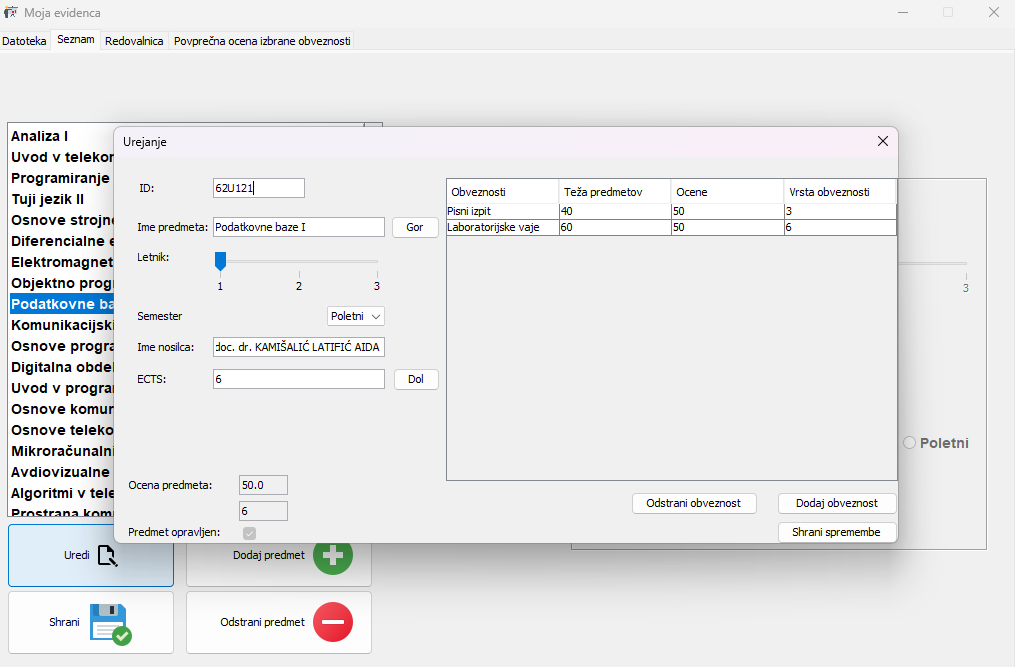 Moja evidenca
Datoteka Seznam Redovalnica Povprečna ocena izbrane obveznosti
Analiza I
Uvod v telekor
Programiranje
Tuji jezik II
Osnove strojne
Diferencialne e
Elektromagnet
Objektno progr
Podatkovne ba
Komunikacijski
Osnove progra
Digitalna obdel
Uvod v program
Osnove komun
Osnove teleko
Mikroračunalni
Avdiovizualne
Algoritmi v tele
Prostrana komu
Urejanje
ID: 62U121
Ime predmeta: Podatkovne baze I Gor
Letnik:
1 2 3
Semester Poletni
Ime nosilca: doc. dr. KAMIŠALIĆ LATIFIĆ AIDA
ECTS: 6 Dol
Ocena predmeta: 50.0
6
Predmet opravljen:
Obveznosti Teža predmetov Ocene Vrsta obveznosti
Pisni izpit 40 50 3
Laboratorijske vaje 60 50 6
Odstrani obveznost Dodaj obveznost
Shrani spremembe
3
Poletni
Uredi Dodaj predmet
Shrani Odstrani predmet